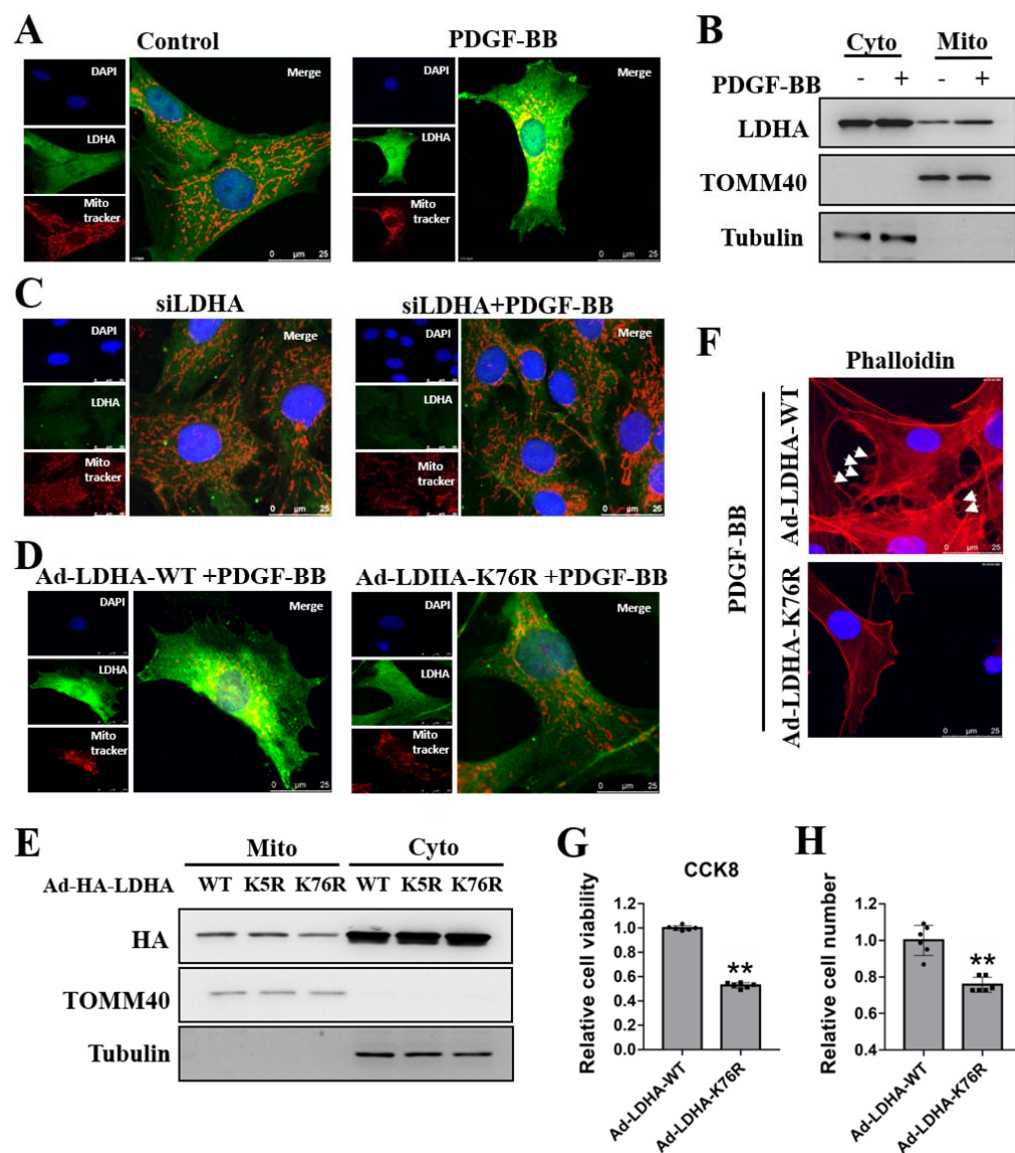 A
Control
DAPI
LDHA
Mito
tracker
Merge
0 µm 25
PDGF-BB
DAPI
LDHA
Mito
tracker
Merge
0 µm 25
B
Cyto Mito
PDGF-BB - + - +
LDHA
TOMM40
Tubulin
C
siLDHA
DAPI
LDHA
Mito
tracker
Merge
0 µm 25
siLDHA+PDGF-BB
DAPI
LDHA
Mito
tracker
Merge
0 µm 25
D
Ad-LDHA-WT +PDGF-BB
DAPI
LDHA
Mito
tracker
Merge
0 µm 25
Ad-LDHA-K76R +PDGF-BB
DAPI
LDHA
Mito
tracker
Merge
0 µm 25
F
Phalloidin
PDGF-BB
Ad-LDHA-WT
0 µm 25
Ad-LDHA-K76R
0 µm 25
E
Mito Cyto
Ad-HA-LDHA WT K5R K76R WT K5R K76R
HA
TOMM40
Tubulin
G
CCK8
Relative cell viability
1.2
1.0
0.8
0.6
0.4
0.2
0.0
**
Ad-LDHA-WT
Ad-LDHA-K76R
H
Relative cell number
1.2
1.0
0.8
0.6
0.4
**
Ad-LDHA-WT
Ad-LDHA-K76R